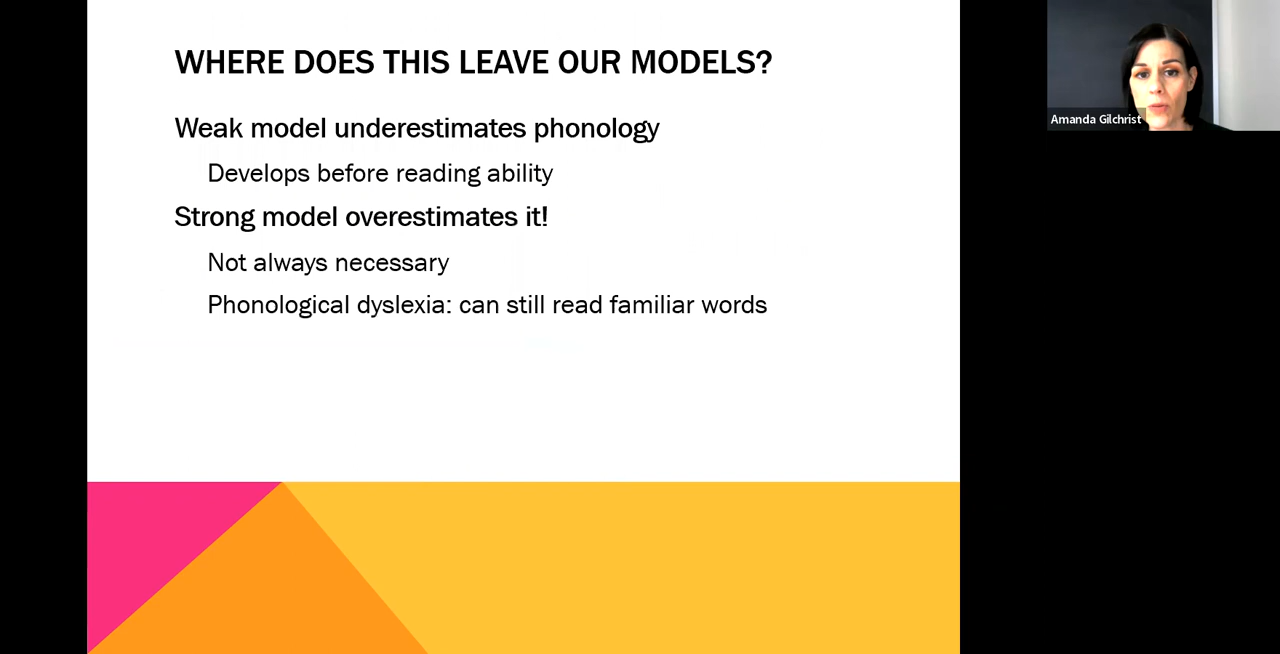 WHERE DOES THIS LEAVE OUR MODELS?
Weak model underestimates phonology
Develops before reading ability
Strong model overestimates it!
Not always necessary
Phonological dyslexia: can still read familiar words
Amanda Gilchrist